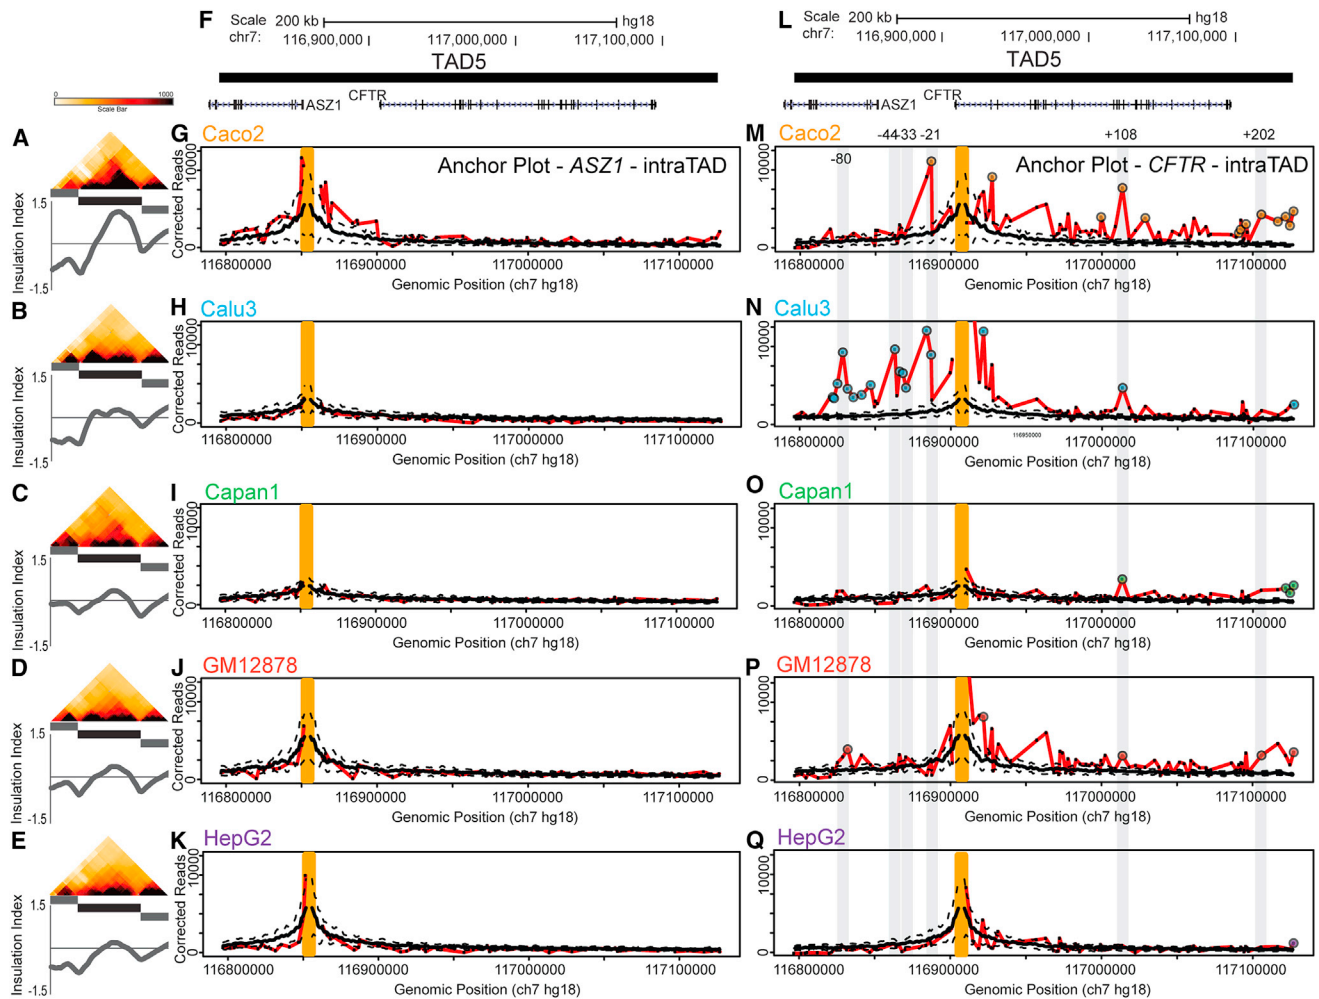 F
Scale 200 kb hg18
chr7: 116,900,000 117,000,000 117,100,000
TAD5
ASZ1 CFTR
L
Scale 200 kb hg18
chr7: 116,900,000 117,000,000 117,100,000
TAD5
ASZ1 CFTR
0 1000
Scale Bar
A
1.5
-1.5
Insulation Index
G Caco2
Anchor Plot - ASZ1 - intraTAD
Corrected Reads
0 10000
116800000 116900000 117000000 117100000
Genomic Position (ch7 hg18)
M Caco2
-80 -44 -33 -21 +108 +202
Anchor Plot - CFTR - intraTAD
0 10000
116800000 116900000 117000000 117100000
Genomic Position (ch7 hg18)
B
1.5
-1.5
Insulation Index
H Calu3
Corrected Reads
0 10000
116800000 116900000 117000000 117100000
Genomic Position (ch7 hg18)
N Calu3
0 10000
116800000 116900000 117000000 117100000
116950000
Genomic Position (ch7 hg18)
C
1.5
-1.5
Insulation Index
I Capan1
Corrected Reads
0 10000
116800000 116900000 117000000 117100000
Genomic Position (ch7 hg18)
O Capan1
0 10000
116800000 116900000 117000000 117100000
Genomic Position (ch7 hg18)
D
1.5
-1.5
Insulation Index
J GM12878
Corrected Reads
0 10000
116800000 116900000 117000000 117100000
Genomic Position (ch7 hg18)
P GM12878
0 10000
116800000 116900000 117000000 117100000
Genomic Position (ch7 hg18)
E
1.5
-1.5
Insulation Index
K HepG2
Corrected Reads
0 10000
116800000 116900000 117000000 117100000
Genomic Position (ch7 hg18)
Q HepG2
0 10000
116800000 116900000 117000000 117100000
Genomic Position (ch7 hg18)